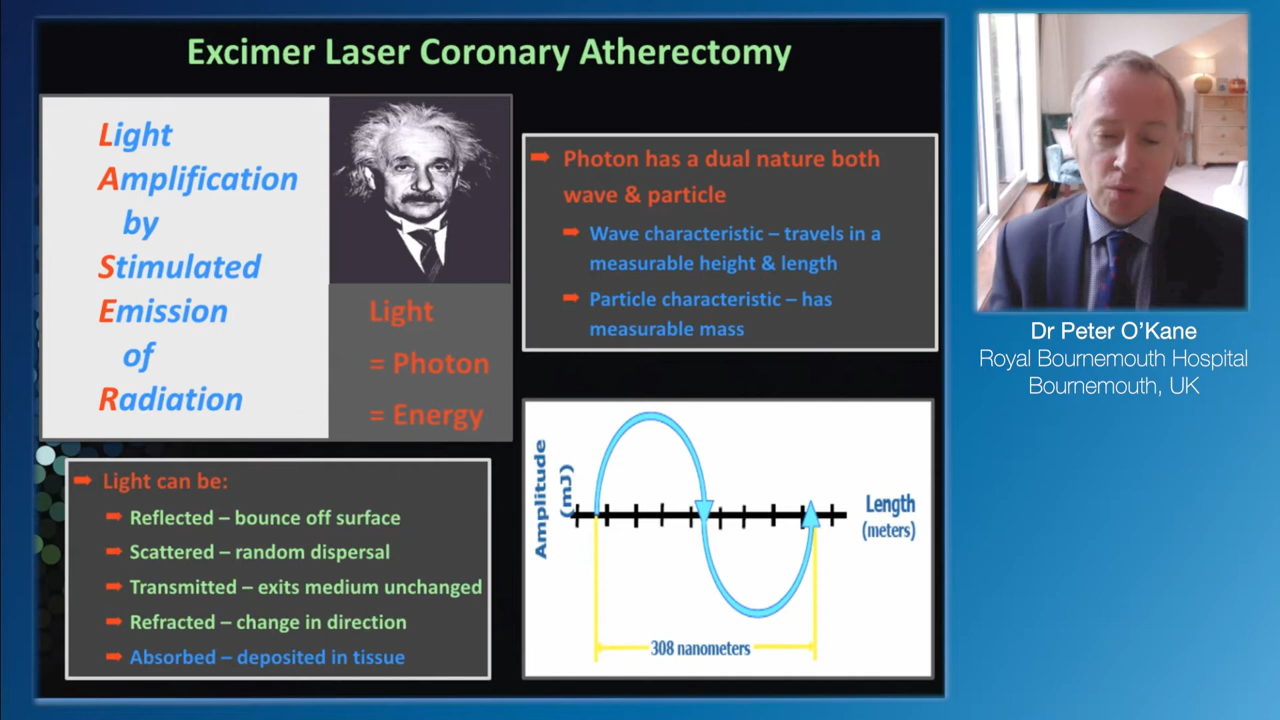 Excimer Laser Coronary Atherectomy
Light
Amplification
by
Stimulated
Emission
of
Radiation
Light
= Photon
= Energy
Light can be:
Reflected – bounce off surface
Scattered – random dispersal
Transmitted – exits medium unchanged
Refracted – change in direction
Absorbed – deposited in tissue
Photon has a dual nature both
wave & particle
Wave characteristic – travels in a
measurable height & length
Particle characteristic – has
measurable mass
Amplitude
(mJ)
Length
(meters)
308 nanometers
Dr Peter O’Kane
Royal Bournemouth Hospital
Bournemouth, UK